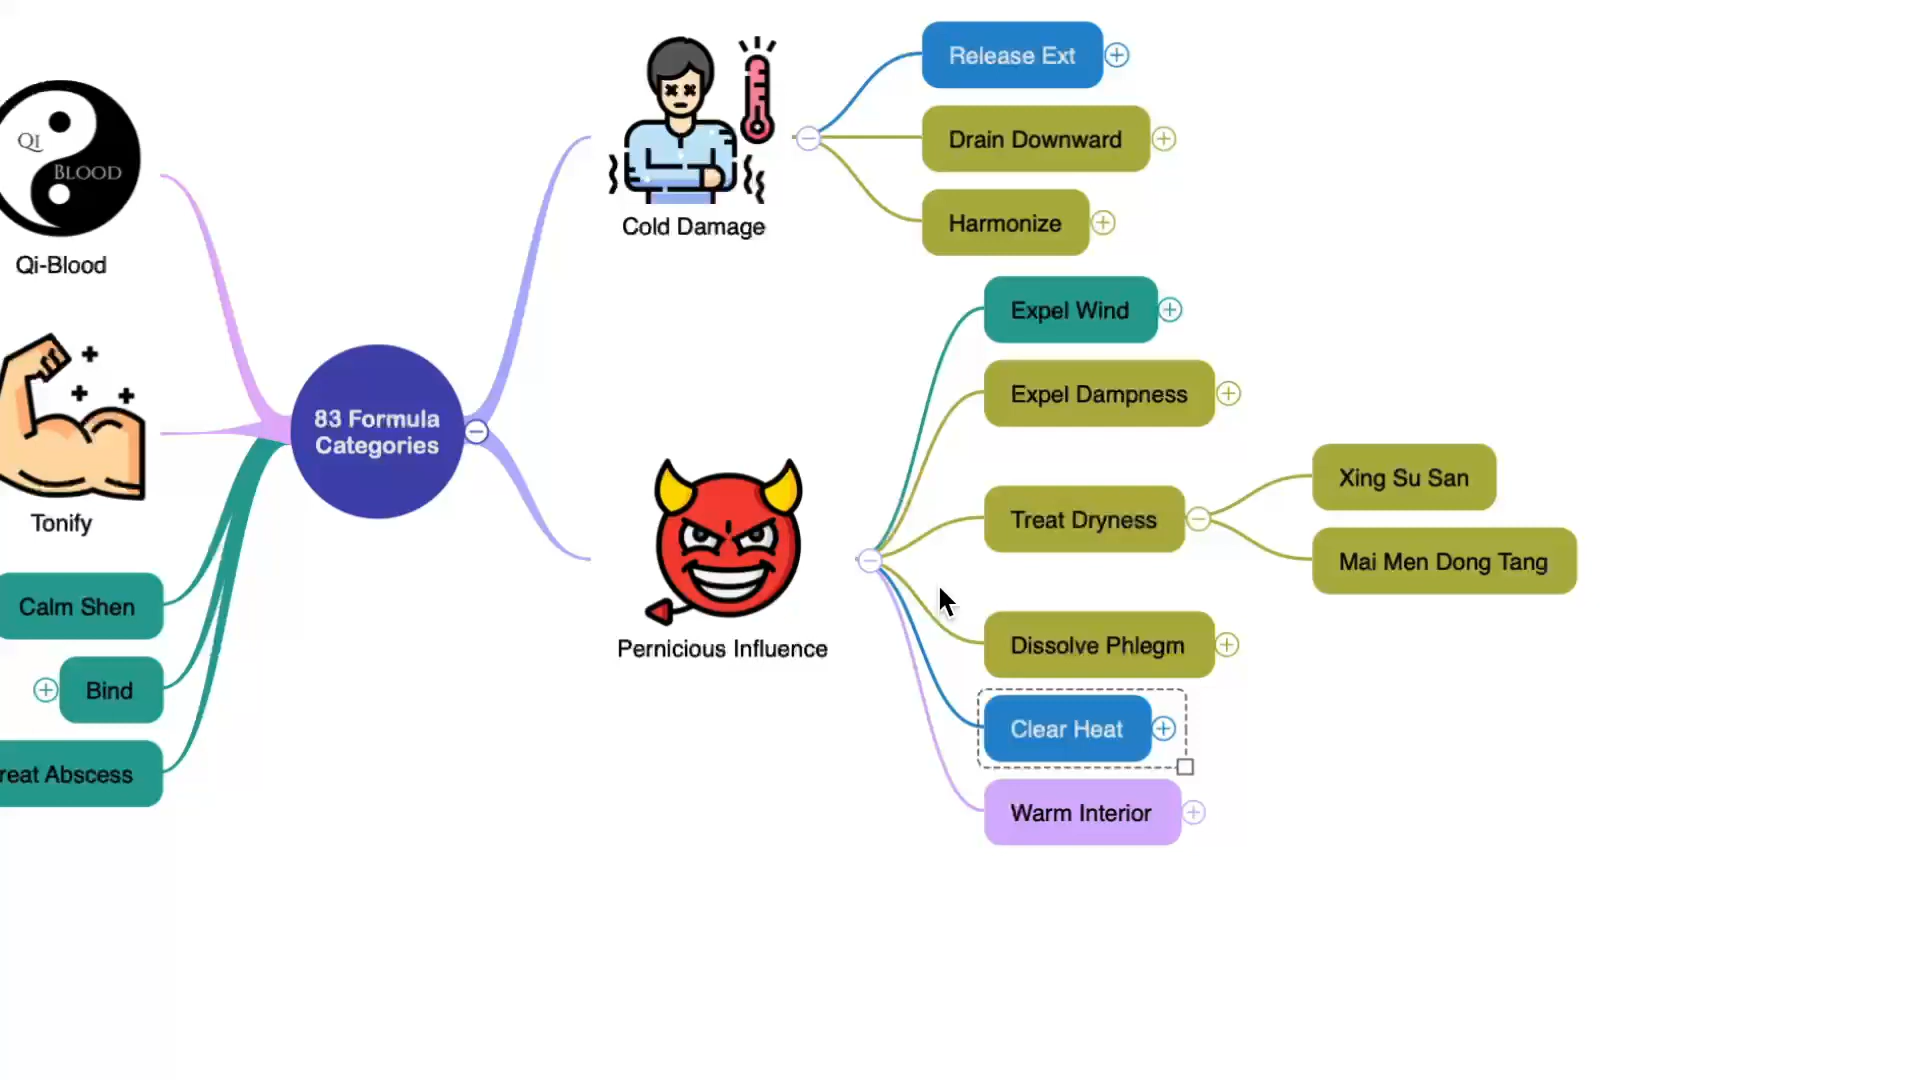 QI
BLOOD
Qi-Blood
Tonify
Calm Shen
Bind
reat Abscess
83 Formula
Categories
Cold Damage
Release Ext
Drain Downward
Harmonize
Pernicious Influence
Expel Wind
Expel Dampness
Treat Dryness
Xing Su San
Mai Men Dong Tang
Dissolve Phlegm
Clear Heat
Warm Interior